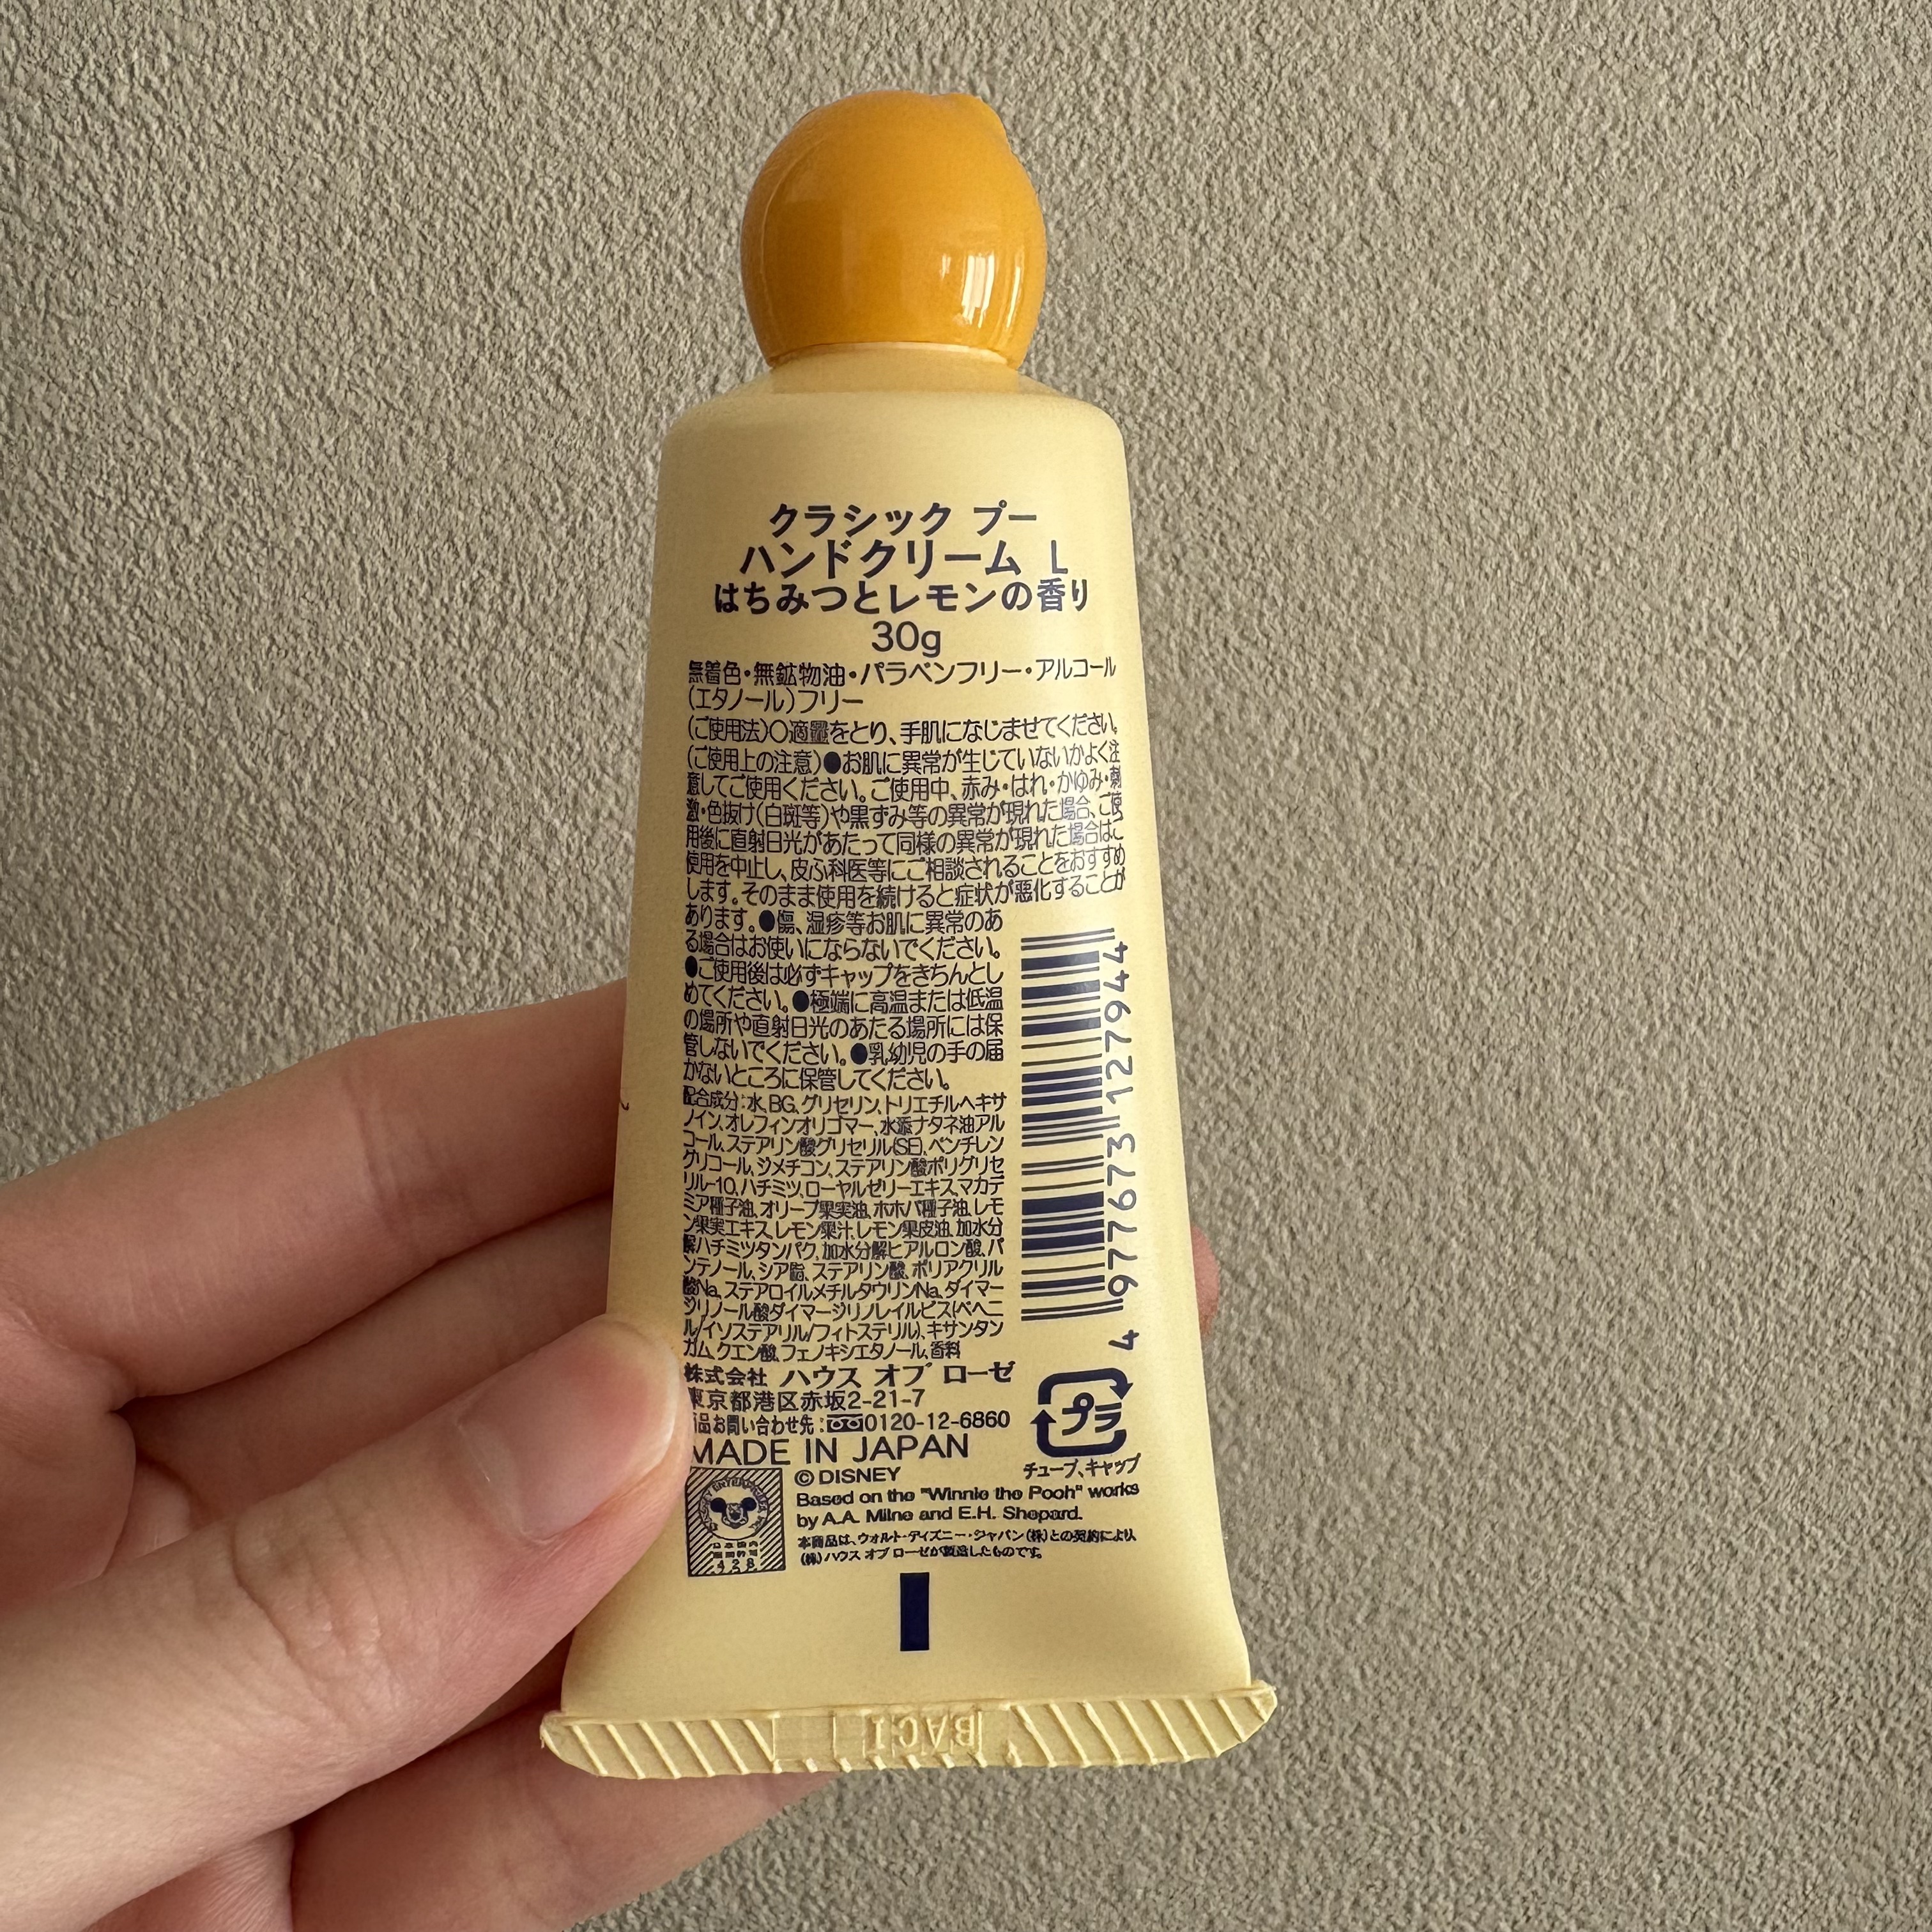 クラシック プー
ハンドクリーム L
はちみつとレモンの香り
30g
無着色・無鉱物油・パラベンフリー・アルコール
(エタノール)フリー
(ご使用法)○適量をとり、手肌になじませてください。
(ご使用上の注意)●お肌に異常が生じていないかよく注
意してご使用ください。ご使用中、赤み・はれ・かゆみ・刺
激・色抜け(白斑等)や黒ずみ等の異常が現れた場合、ご使
用後に直射日光があたって同様の異常が現れた場合はご
使用を中止し、皮ふ科医等にご相談されることをおすすめ
します。そのまま使用を続けると症状が悪化することが
あります。●傷、湿疹等お肌に異常のあ
る場合はお使いにならないでください。
●ご使用後は必ずキャップをきちんとし
めてください。●極端に高温または低温
の場所や直射日光のあたる場所には保
管しないでください。●乳幼児の手の届
かないところに保管してください。
配合成分:水、BG、グリセリン、トリエチルヘキサ
ノイン、オレフィンオリゴマー、水添ナタネ油アル
コール、ステアリン酸グリセリル(SE)、ペンチレン
グリコール、ジメチコン、ステアリン酸ポリグリセ
リル-10、ハチミツ、ローヤルゼリーエキス、マカデ
ミア種子油、オリーブ果実油、ホホバ種子油、レモ
ン果実エキス、レモン果汁、レモン果皮油、加水分
解ハチミツタンパク、加水分解ヒアルロン酸、パ
ンテノール、シア脂、ステアリン酸、ポリアクリル
酸Na、ステアロイルメチルタウリンNa、ダイマー
ジリノール酸ダイマージリノレイルビス(ベヘニ
ル/イソステアリル/フィトステリル)、キサンタン
ガム、クエン酸、フェノキシエタノール、香料
株式会社 ハウス オブ ローゼ
東京都港区赤坂2-21-7
品お問い合わせ先:0120-12-6860
MADE IN JAPAN
4 977673 127944
プラ
チューブ、キャップ
©DISNEY
Based on the "Winnie the Pooh" works
by A.A. Milne and E.H. Shepard.
本商品は、ウォルト・ディズニー・ジャパン(株)との契約により
(株)ハウス オブ ローゼが製造したものです。
428
BACI